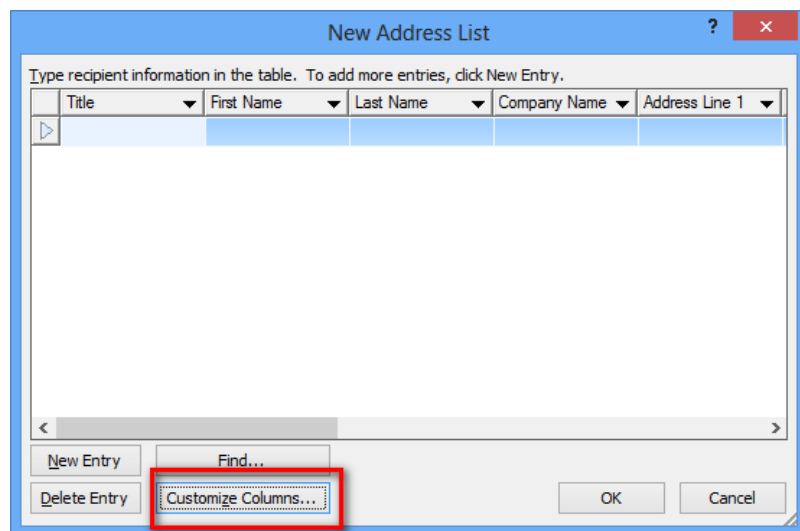 New Address List
?
Type recipient information in the table. To add more entries, click New Entry.
Title First Name Last Name Company Name Address Line 1
New Entry Find...
Delete Entry Customize Columns... OK Cancel